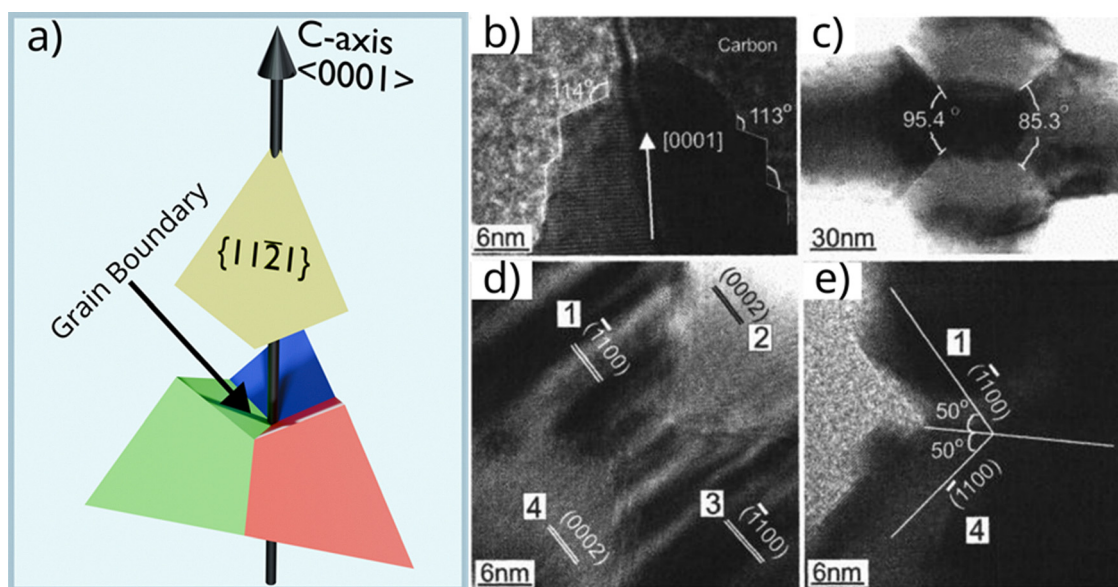 a)
C-axis
<0001>
Grain Boundary
{112̅1}
b)
Carbon
114°
113°
[0001]
6nm
c)
95.4°
85.3°
30nm
d)
(0002)
1
(1̅100)
2
4
(0002)
3
(1̅100)
6nm
e)
1
(1̅100)
50°
50°
(1̅100)
4
6nm